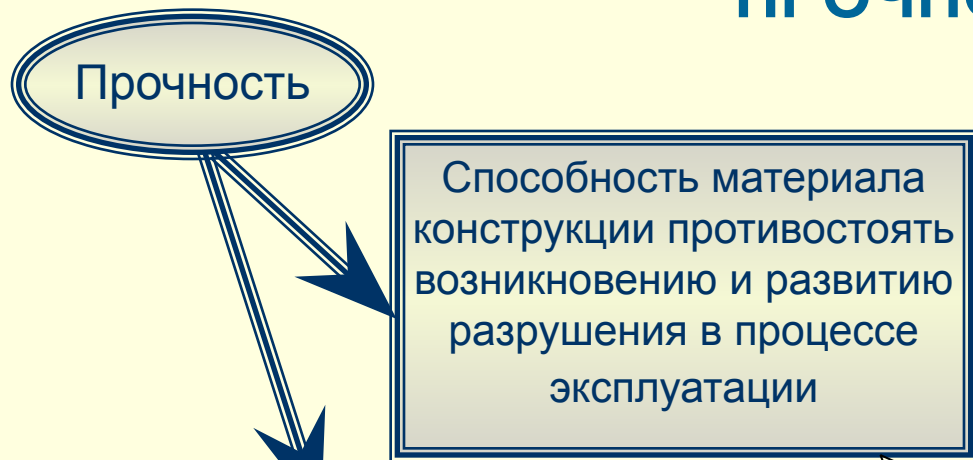 Прочность
Способность материала
конструкции противостоять
возникновению и развитию
разрушения в процессе
эксплуатации